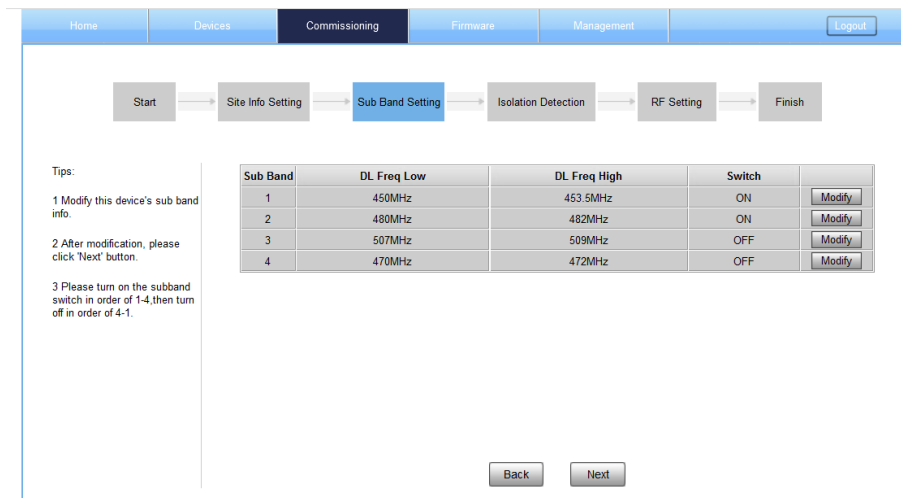 Home Devices Commissioning Firmware Management Logout
Start Site Info Setting Sub Band Setting Isolation Detection RF Setting Finish
Tips:
1 Modify this device's sub band
info.
2 After modification, please
click 'Next' button.
3 Please turn on the subband
switch in order of 1-4,then turn
off in order of 4-1.
Sub Band DL Freq Low DL Freq High Switch
1 450MHz 453.5MHz ON Modify
2 480MHz 482MHz ON Modify
3 507MHz 509MHz OFF Modify
4 470MHz 472MHz OFF Modify
Back Next